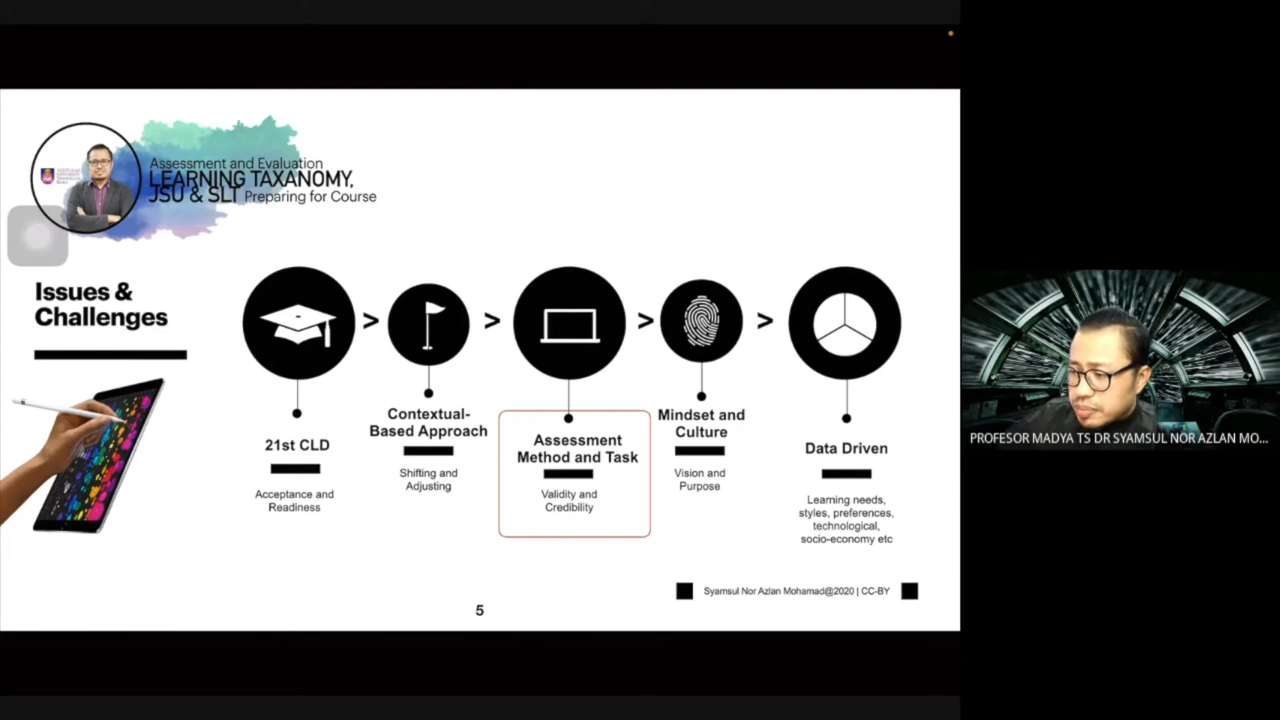 Assessment and Evaluation
LEARNING TAXANOMY,
JSU & SLT Preparing for Course
Issues &
Challenges
>
>
>
>
21st CLD
Acceptance and
Readiness
Contextual-
Based Approach
Shifting and
Adjusting
Assessment
Method and Task
Validity and
Credibility
Mindset and
Culture
Vision and
Purpose
Data Driven
Learning needs,
styles, preferences,
technological,
socio-economy etc
Syamsul Nor Azlan Mohamad@2020 | CC-BY
5
PROFESOR MADYA TS DR SYAMSUL NOR AZLAN MO...